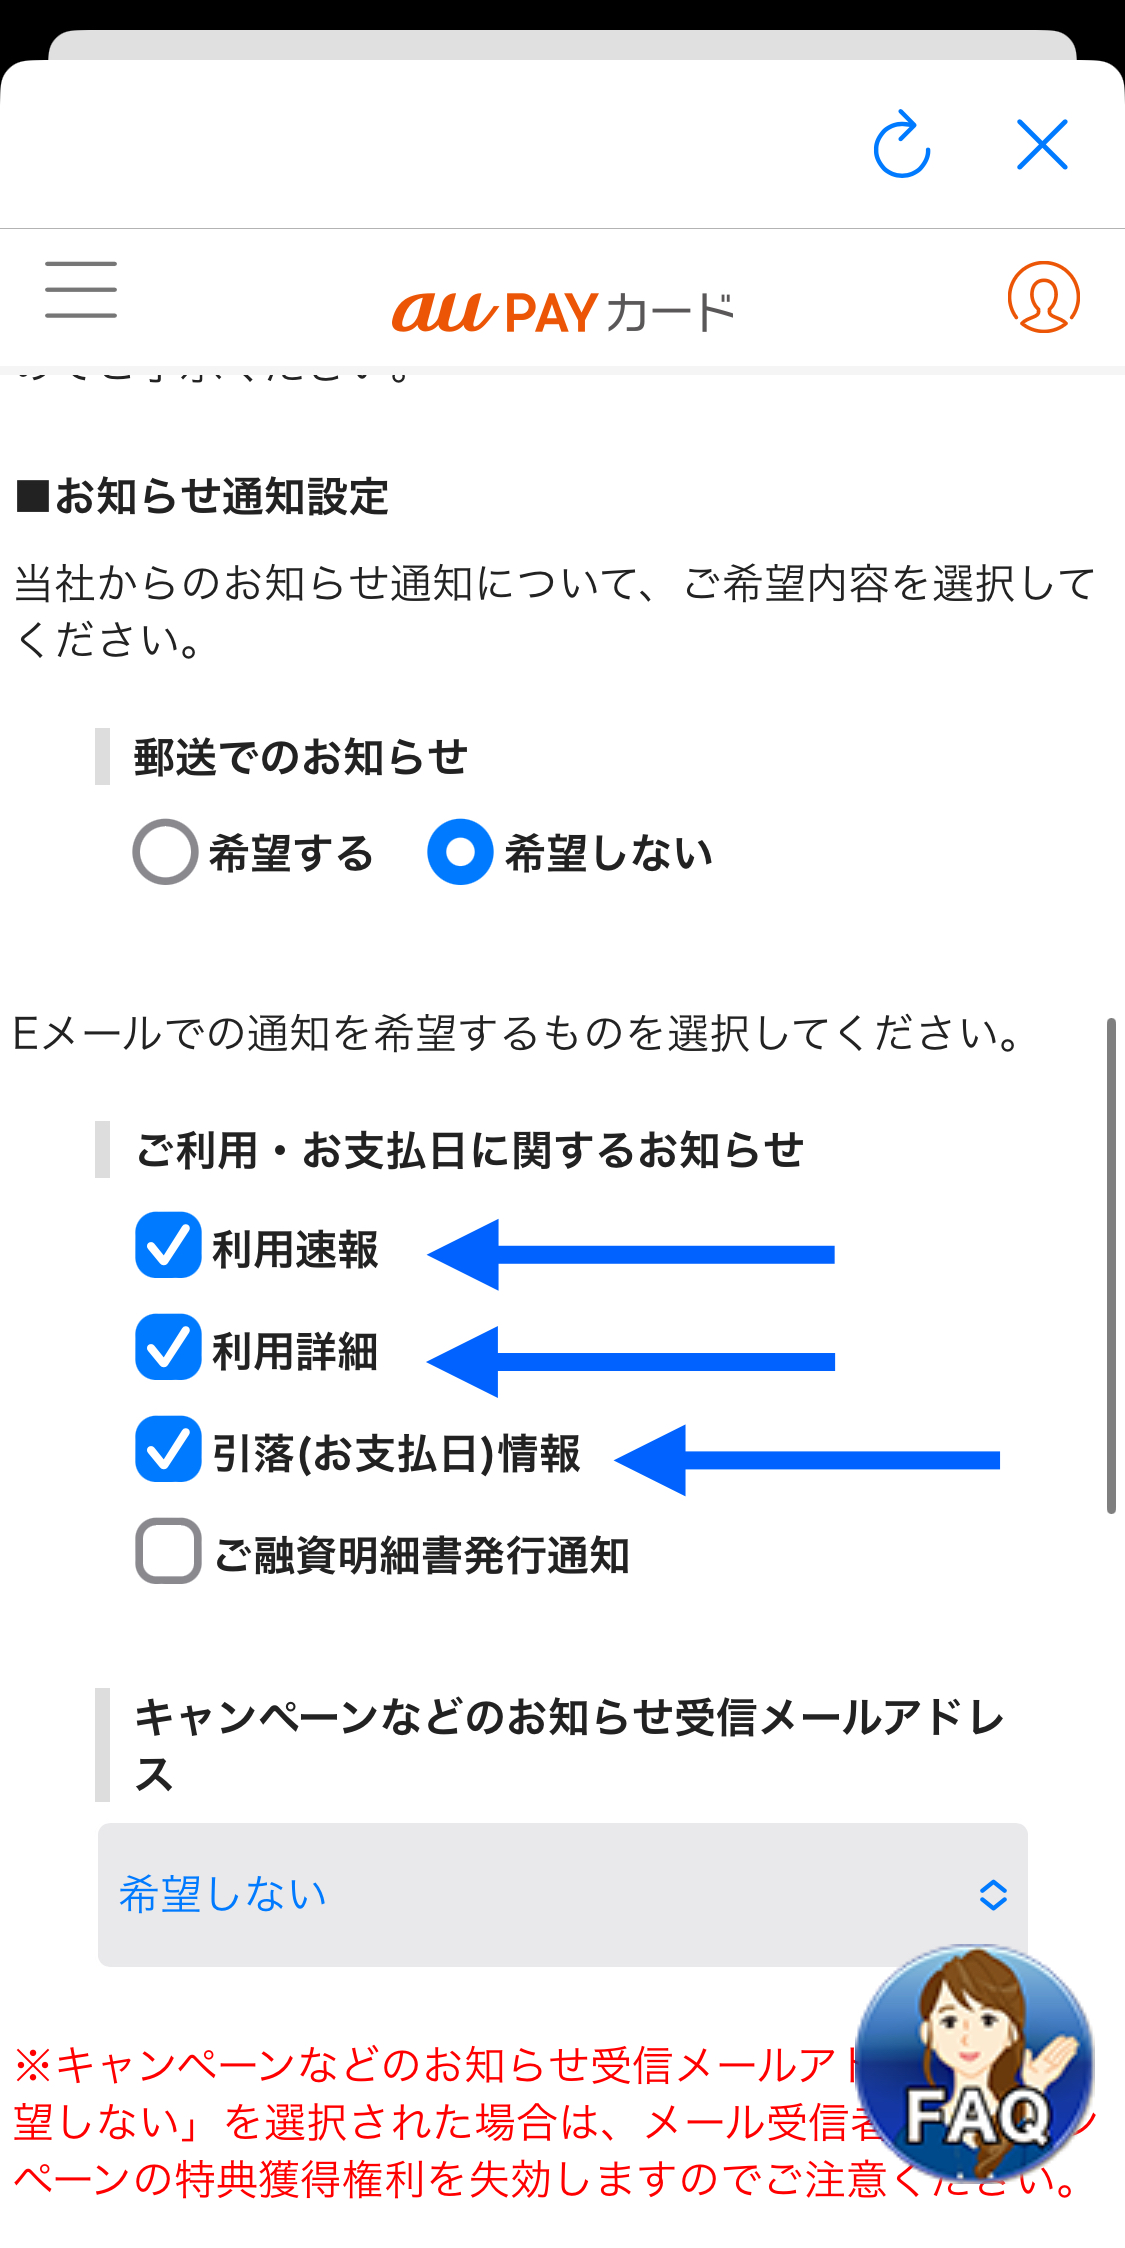 au PAY カード
■お知らせ通知設定
当社からのお知らせ通知について、ご希望内容を選択して
ください。
郵送でのお知らせ
希望する 希望しない
Eメールでの通知を希望するものを選択してください。
ご利用・お支払日に関するお知らせ
利用速報
利用詳細
引落(お支払日)情報
ご融資明細書発行通知
キャンペーンなどのお知らせ受信メールアドレ
ス
希望しない
※キャンペーンなどのお知らせ受信メールア
望しない」を選択された場合は、メール受信
ペーンの特典獲得権利を失効しますのでご注意ください。
FAQ